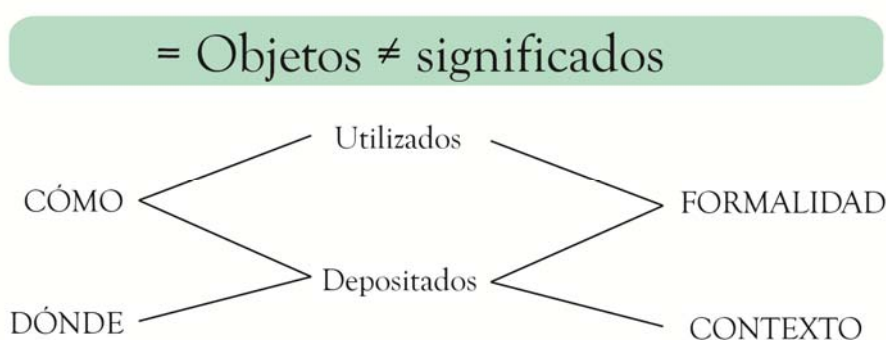 = Objetos ≠ significados
Utilizados
CÓMO
FORMALIDAD
Depositados
DÓNDE
CONTEXTO